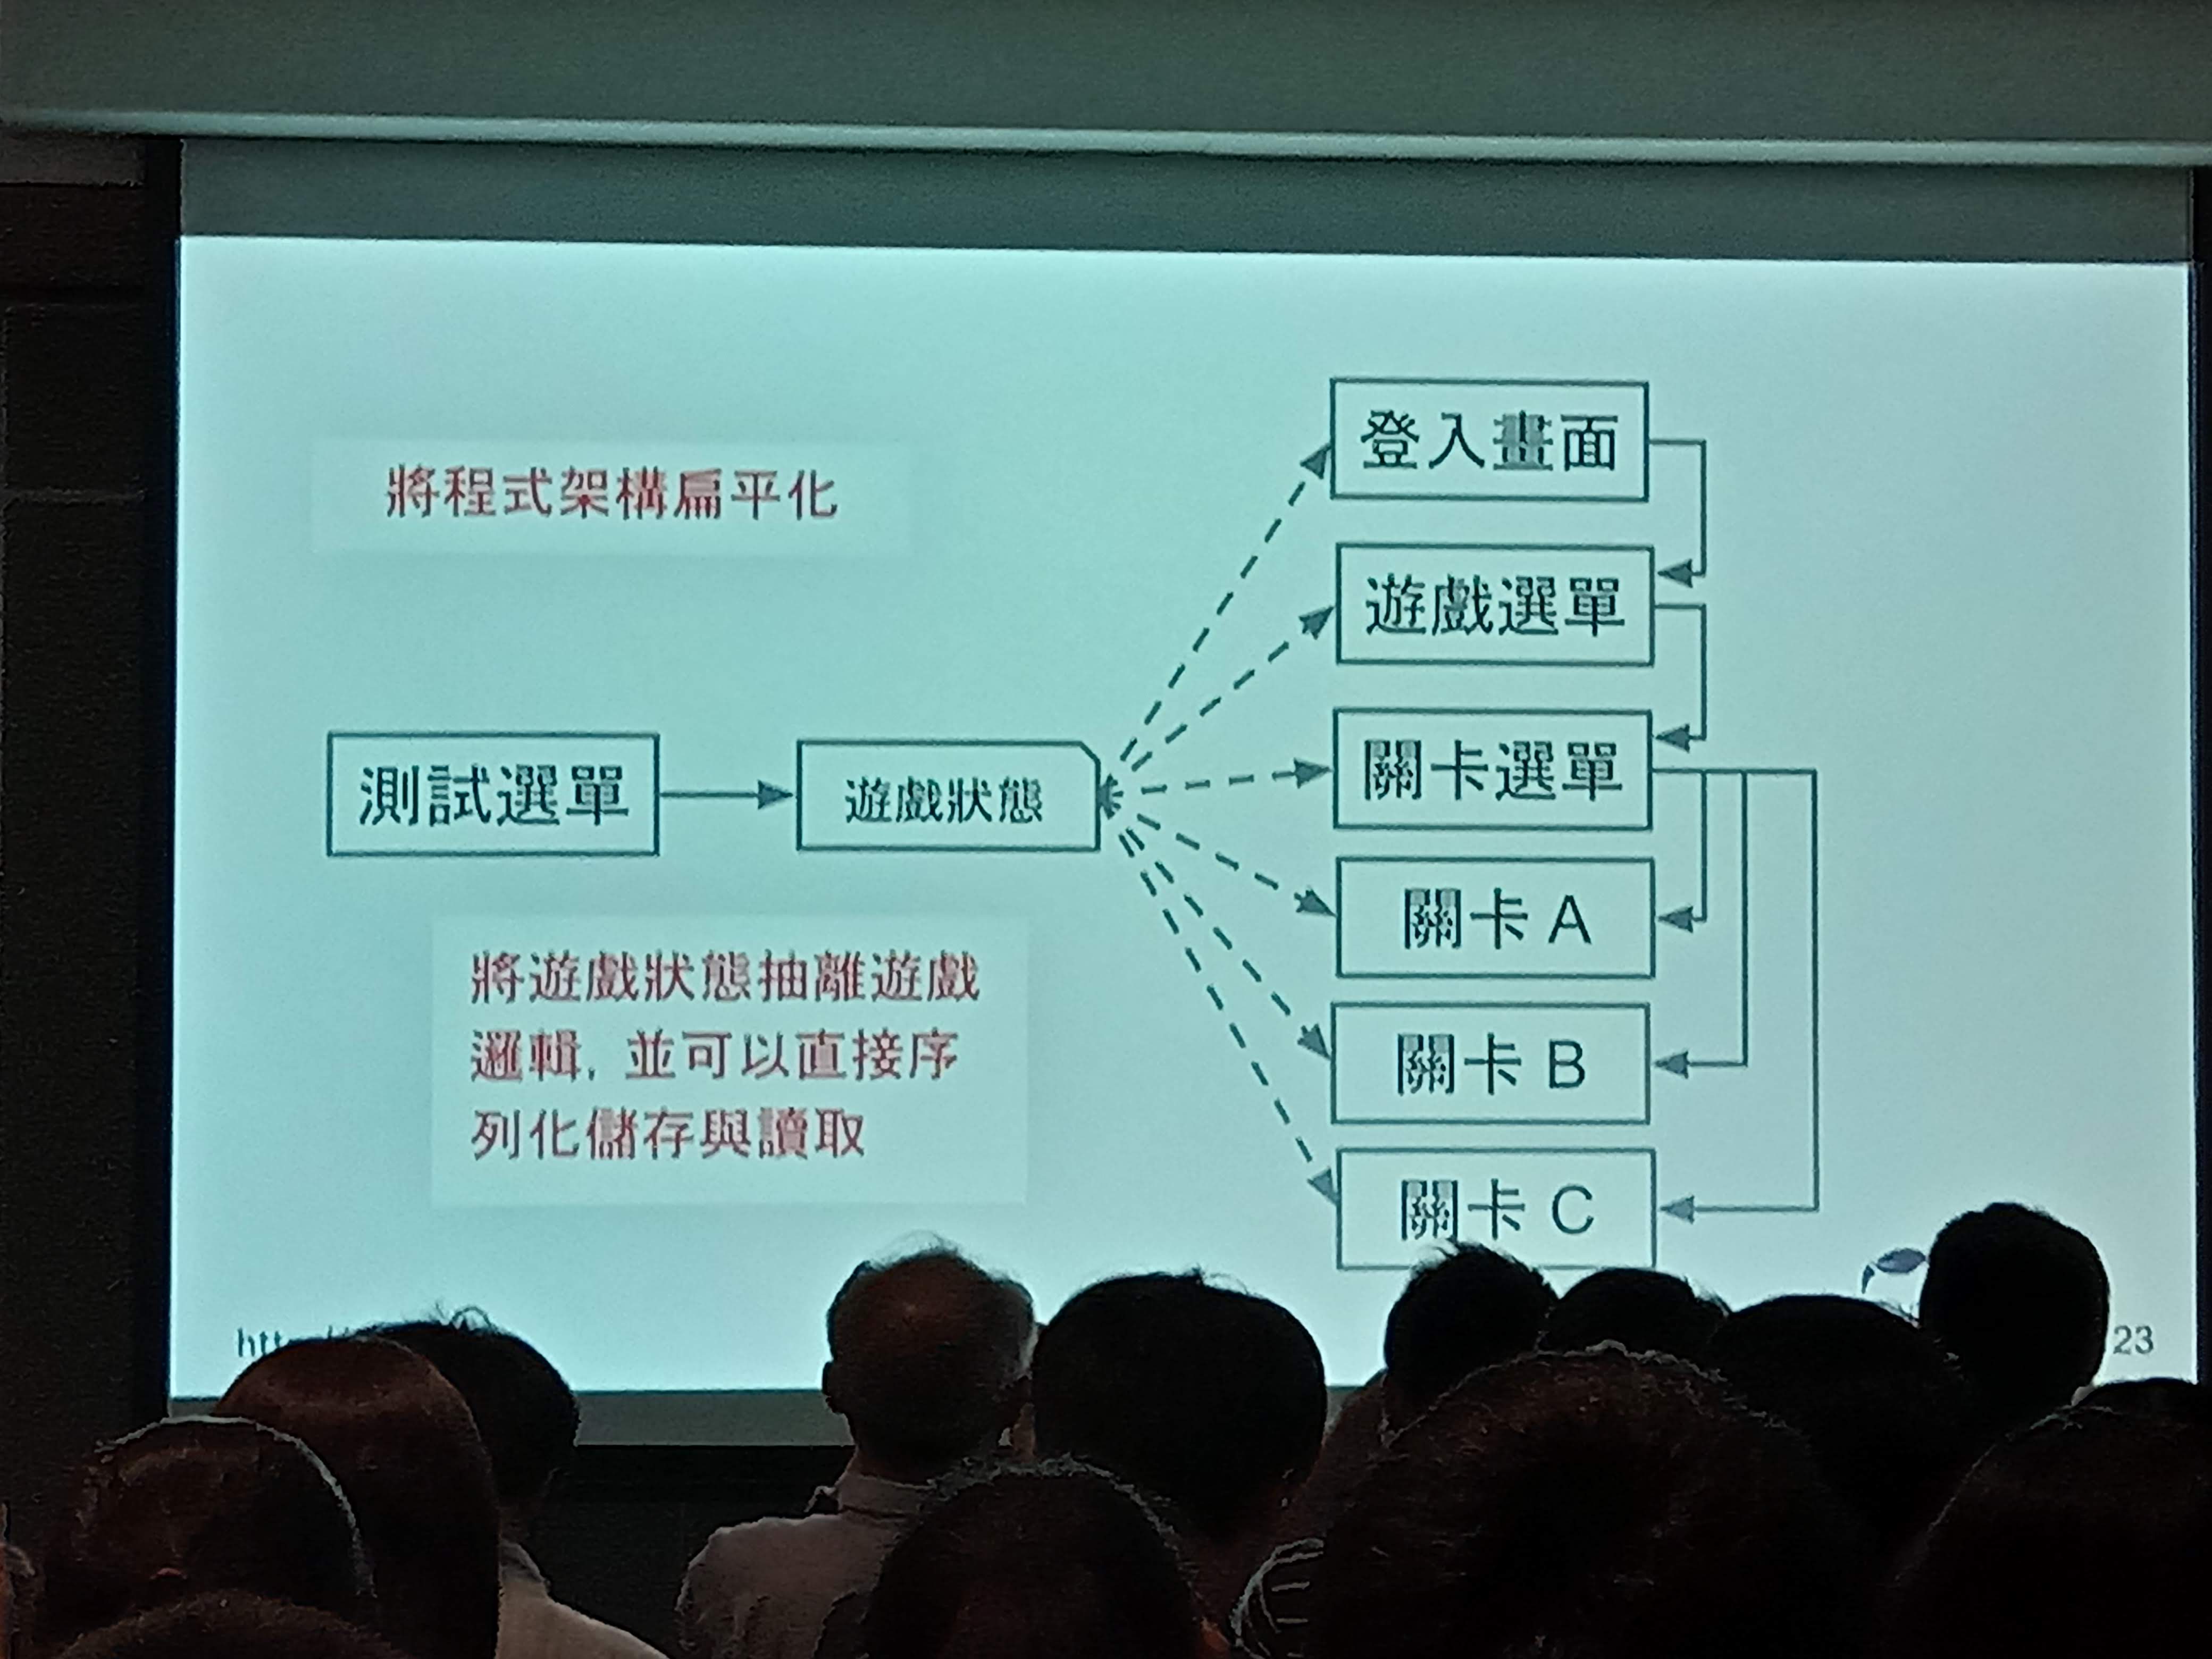 將程式架構扁平化
測試選單
遊戲狀態
將遊戲狀態抽離遊戲
邏輯，並可以直接序
列化儲存與讀取
登入畫面
遊戲選單
關卡選單
關卡 A
關卡 B
關卡 C
23